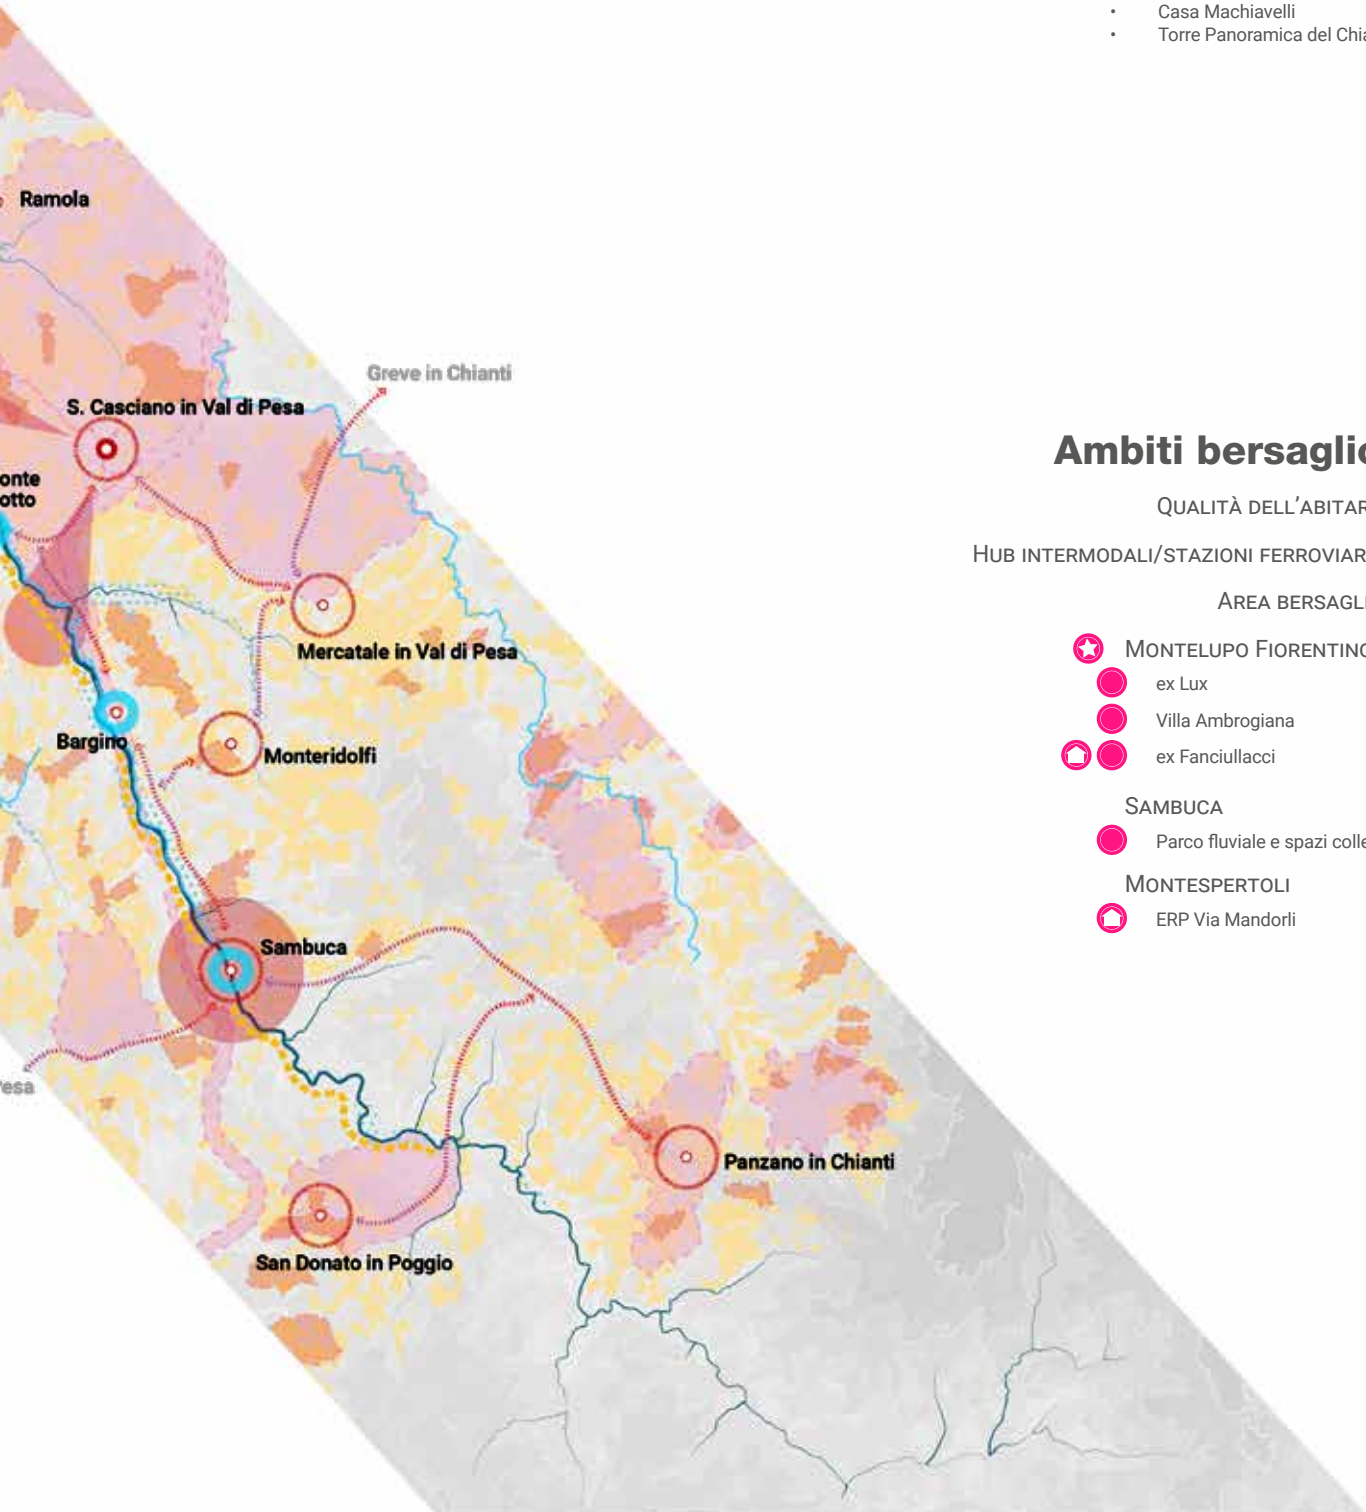 Casa Machiavelli
Torre Panoramica del
Ramola
Greve in Chianti
S. Casciano in Val di Pesa
onte
otto
Mercatale in Val di Pesa
Bargino
Monteridolfi
Sambuca
esa
Panzano in Chianti
San Donato in Poggio
Ambiti bersaglio
QUALITÀ DELL'ABITAR
HUB INTERMODALI/STAZIONI FERROVIAR
AREA BERSAGLI
MONTELUPO FIORENTINO
ex Lux
Villa Ambrogiana
ex Fanciullacci
SAMBUCA
Parco fluviale e spazi colle
MONTESPERTOLI
ERP Via Mandorli